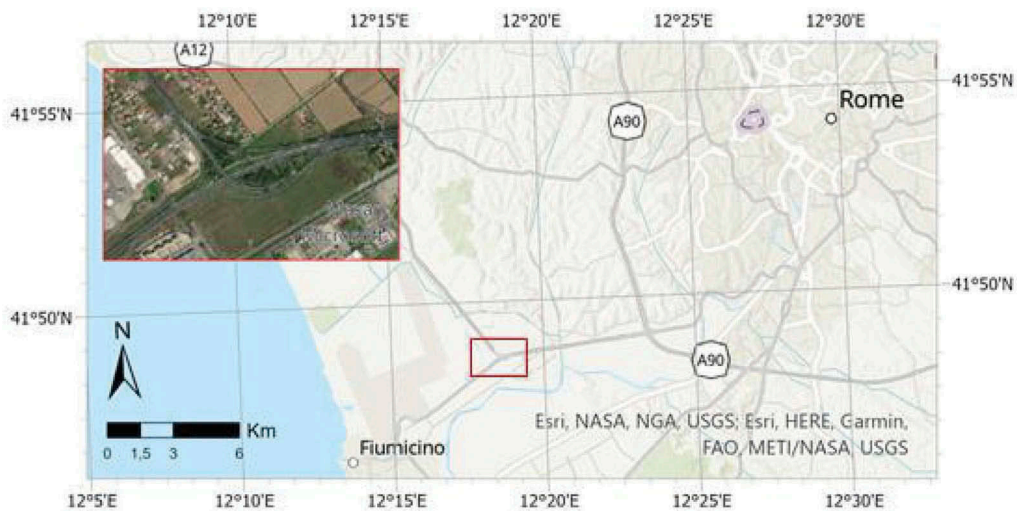 12°10'E 12°15'E 12°20'E 12°25'E 12°30'E
A12
41°55'N
41°55'N
A90
Rome
41°50'N
41°50'N
N
A90
Km
0 1,5 3 6
Fiumicino
Esri, NASA, NGA, USGS; Esri, HERE, Garmin,
FAO, METI/NASA, USGS
12°5'E 12°10'E 12°15'E 12°20'E 12°25'E 12°30'E